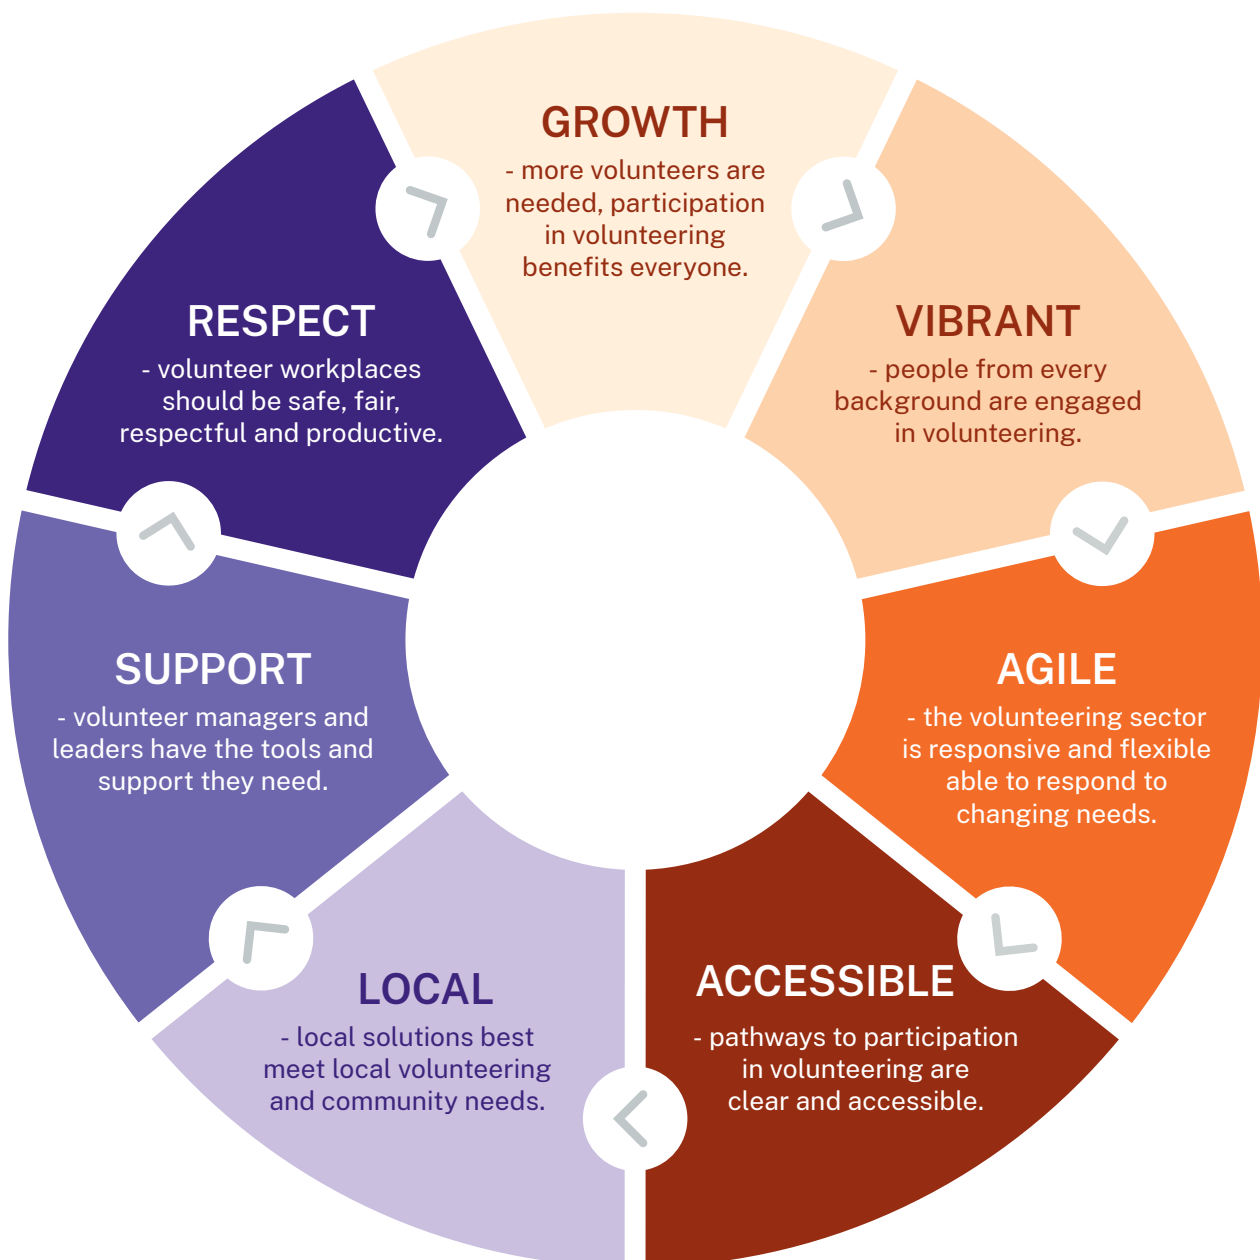 GROWTH
- more volunteers are
needed, participation
in volunteering
benefits everyone.
VIBRANT
- people from every
background are engaged
in volunteering.
AGILE
- the volunteering sector
is responsive and flexible
able to respond to
changing needs.
ACCESSIBLE
- pathways to participation
in volunteering are
clear and accessible.
LOCAL
- local solutions best
meet local volunteering
and community needs.
SUPPORT
- volunteer managers and
leaders have the tools and
support they need.
RESPECT
- volunteer workplaces
should be safe, fair,
respectful and productive.